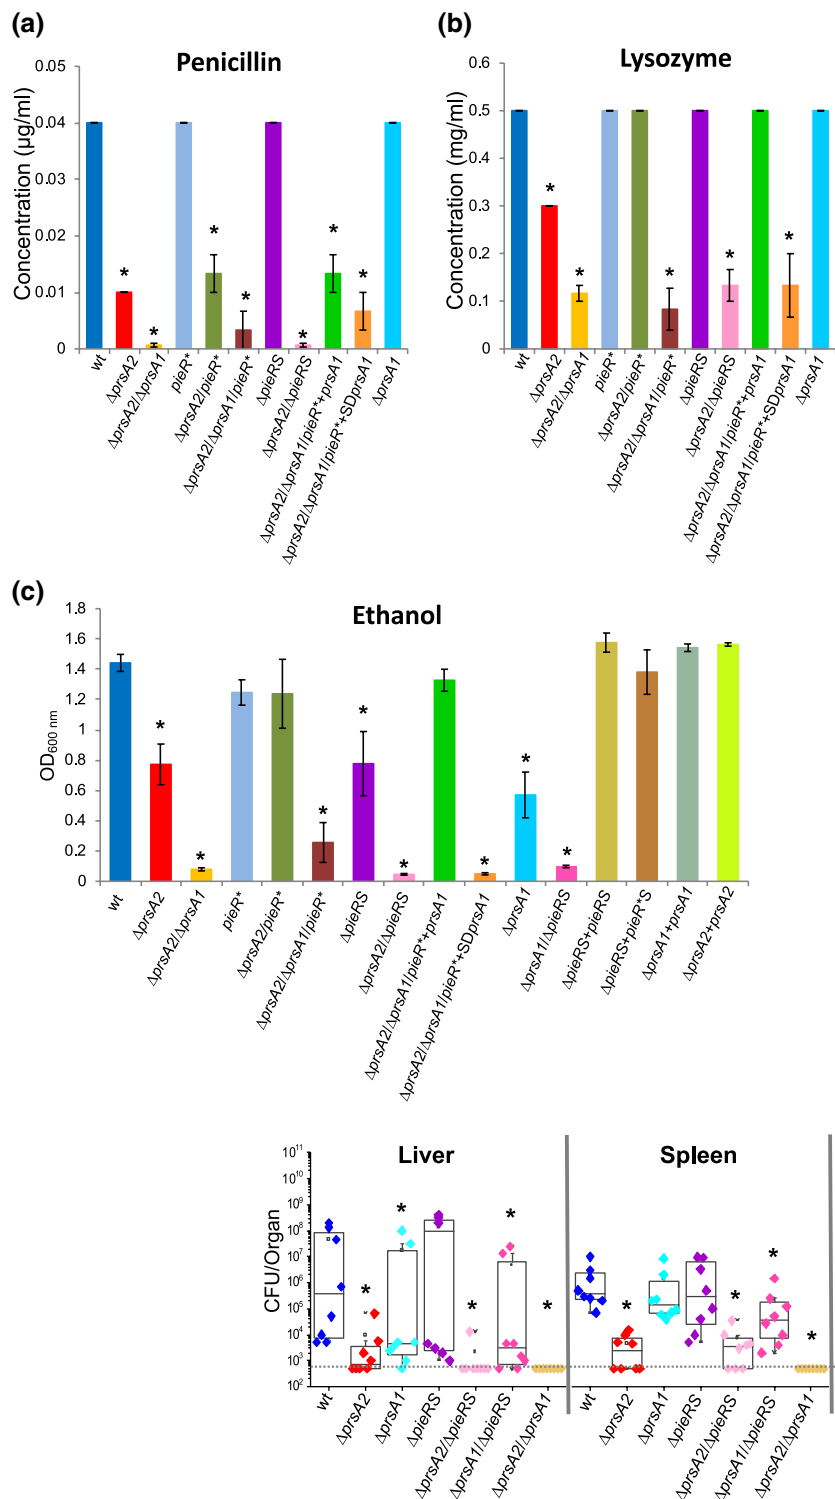 (a)
Penicillin
Concentration (µg/ml)
0.05
0.04
0.03
0.02
0.01
0
* * * * * * *
wt
ΔprsA2
ΔprsA2/ΔprsA1
pieR*
ΔprsA2/pieR*
ΔprsA2/ΔprsA1/pieR*
ΔpieRS
ΔprsA2/ΔpieRS
ΔprsA2/ΔprsA1/pieR*+prsA1
ΔprsA2/ΔprsA1/pieR*+SDprsA1
ΔprsA1
(b)
Lysozyme
Concentration (mg/ml)
0.6
0.5
0.4
0.3
0.2
0.1
0
* * * * *
wt
ΔprsA2
ΔprsA2/ΔprsA1
pieR*
ΔprsA2/pieR*
ΔprsA2/ΔprsA1/pieR*
ΔpieRS
ΔprsA2/ΔpieRS
ΔprsA2/ΔprsA1/pieR*+prsA1
ΔprsA2/ΔprsA1/pieR*+SDprsA1
ΔprsA1
(c)
Ethanol
OD600 nm
1.8
1.6
1.4
1.2
1
0.8
0.6
0.4
0.2
0
* * * * * * * *
wt
ΔprsA2
ΔprsA2/ΔprsA1
pieR*
ΔprsA2/pieR*
ΔprsA2/ΔprsA1/pieR*
ΔpieRS
ΔprsA2/ΔpieRS
ΔprsA2/ΔprsA1/pieR*+prsA1
ΔprsA2/ΔprsA1/pieR*+SDprsA1
ΔprsA1
ΔprsA1/ΔpieRS
ΔpieRS+pieRS
ΔpieRS+pieR*S
ΔprsA1+prsA1
ΔprsA2+prsA2
Liver
Spleen
CFU/Organ
10¹¹
10¹⁰
10⁹
10⁸
10⁷
10⁶
10⁵
10⁴
10³
10²
* * * * *
* * * *
wt
ΔprsA2
ΔprsA1
ΔpieRS
ΔprsA2/ΔpieRS
ΔprsA1/ΔpieRS
ΔprsA2/ΔprsA1
wt
ΔprsA2
ΔprsA1
ΔpieRS
ΔprsA2/ΔpieRS
ΔprsA1/ΔpieRS
ΔprsA2/ΔprsA1